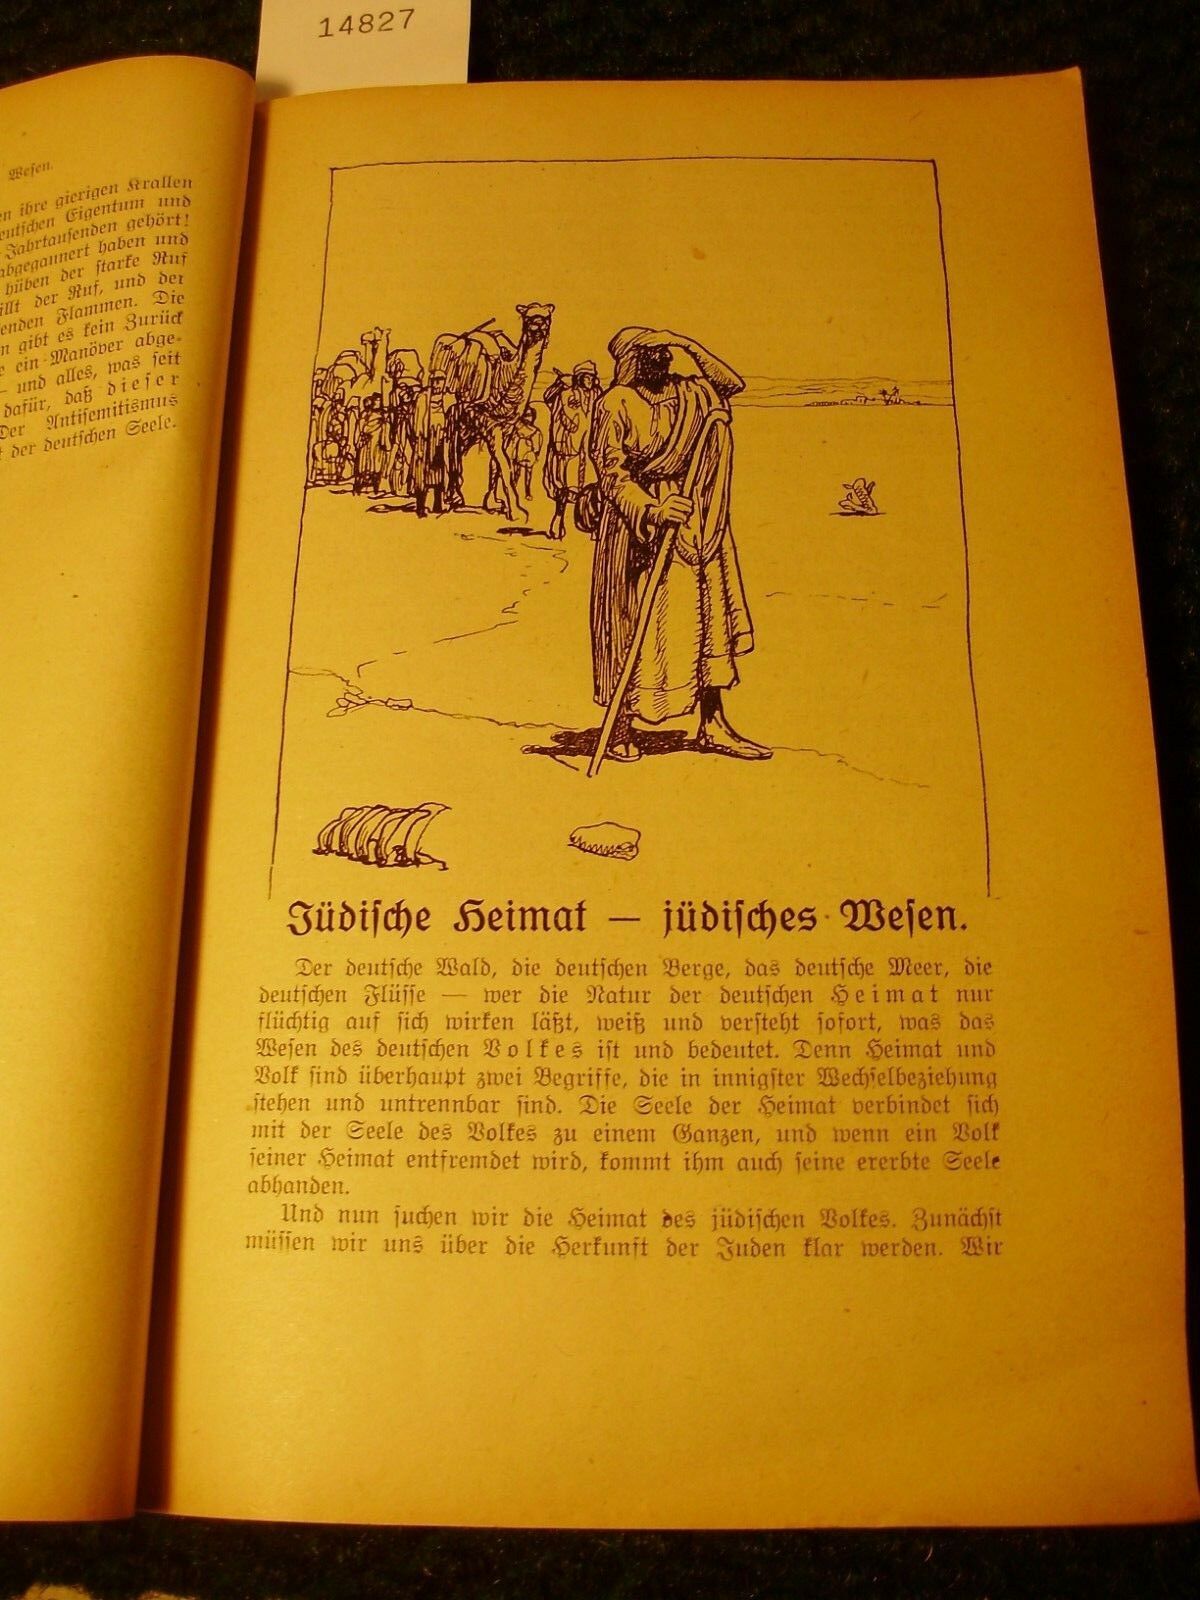 14827
Wesen.
ihre gierigen Krallen
Eigentum und
Jahrtausenden gehört!
abgegaunert haben und
hüben der starke Ruf
der Ruf, und der
Flammen. Die
gibt es kein Zurück
ein Manöver abge-
— und alles, was seit
dafür, daß dieser
Der Antisemitismus
der deutschen Seele.
Jüdische Heimat — jüdisches Wesen.
Der deutsche Wald, die deutschen Berge, das deutsche Meer, die
deutschen Flüsse — wer die Natur der deutschen Heimat nur
flüchtig auf sich wirken läßt, weiß und versteht sofort, was das
Wesen des deutschen Volkes ist und bedeutet. Denn Heimat und
Volk sind überhaupt zwei Begriffe, die in innigster Wechselbeziehung
stehen und untrennbar sind. Die Seele der Heimat verbindet sich
mit der Seele des Volkes zu einem Ganzen, und wenn ein Volk
seiner Heimat entfremdet wird, kommt ihm auch seine ererbte Seele
abhanden.
Und nun suchen wir die Heimat des jüdischen Volkes. Zunächst
müssen wir uns über die Herkunft der Juden klar werden. Wir